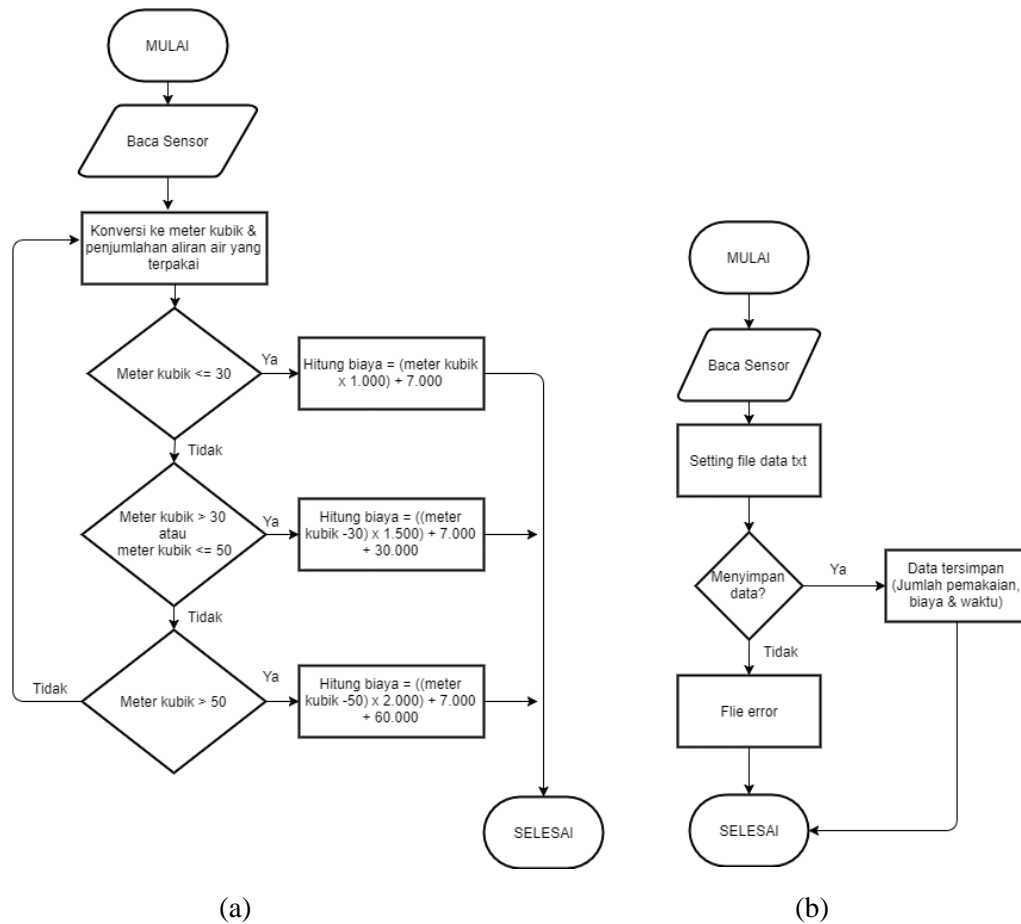 MULAI
Baca Sensor
Konversi ke meter kubik &
penjumlahan aliran air yang
terpakai
Meter kubik <= 30
Ya
Hitung biaya = (meter kubik
x 1.000) + 7.000
Tidak
Meter kubik > 30
atau
meter kubik <= 50
Ya
Hitung biaya = ((meter
kubik -30) x 1.500) + 7.000
+ 30.000
Tidak
Meter kubik > 50
Tidak
Ya
Hitung biaya = ((meter
kubik -50) x 2.000) + 7.000
+ 60.000
SELESAI
(a)
MULAI
Baca Sensor
Setting file data txt
Menyimpan
data?
Ya
Data tersimpan
(Jumlah pemakaian,
biaya & waktu)
Tidak
Flie error
SELESAI
(b)